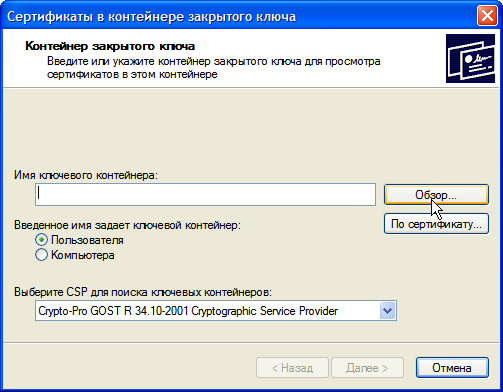 Сертификаты в контейнере закрытого ключа
Контейнер закрытого ключа
Введите или укажите контейнер закрытого ключа для просмотра
сертификатов в этом контейнере
Имя ключевого контейнера:
Обзор...
По сертификату...
Введенное имя задает ключевой контейнер:
Пользователя
Компьютера
Выберите CSP для поиска ключевых контейнеров:
Crypto-Pro GOST R 34.10-2001 Cryptographic Service Provider
< Назад
Далее >
Отмена